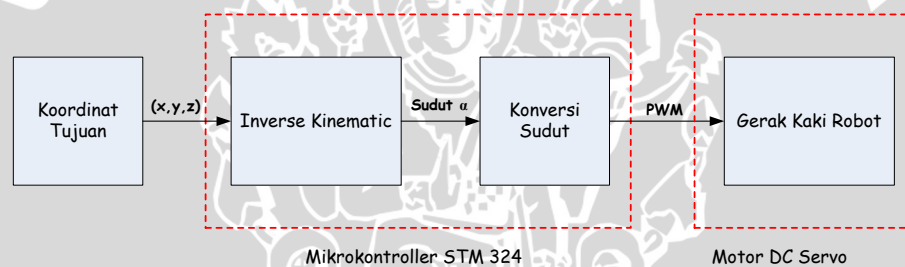 Koordinat
Tujuan
(x,y,z)
Inverse Kinematic
Sudut α
Konversi
Sudut
PWM
Gerak Kaki Robot
Mikrokontroller STM 324
Motor DC Servo